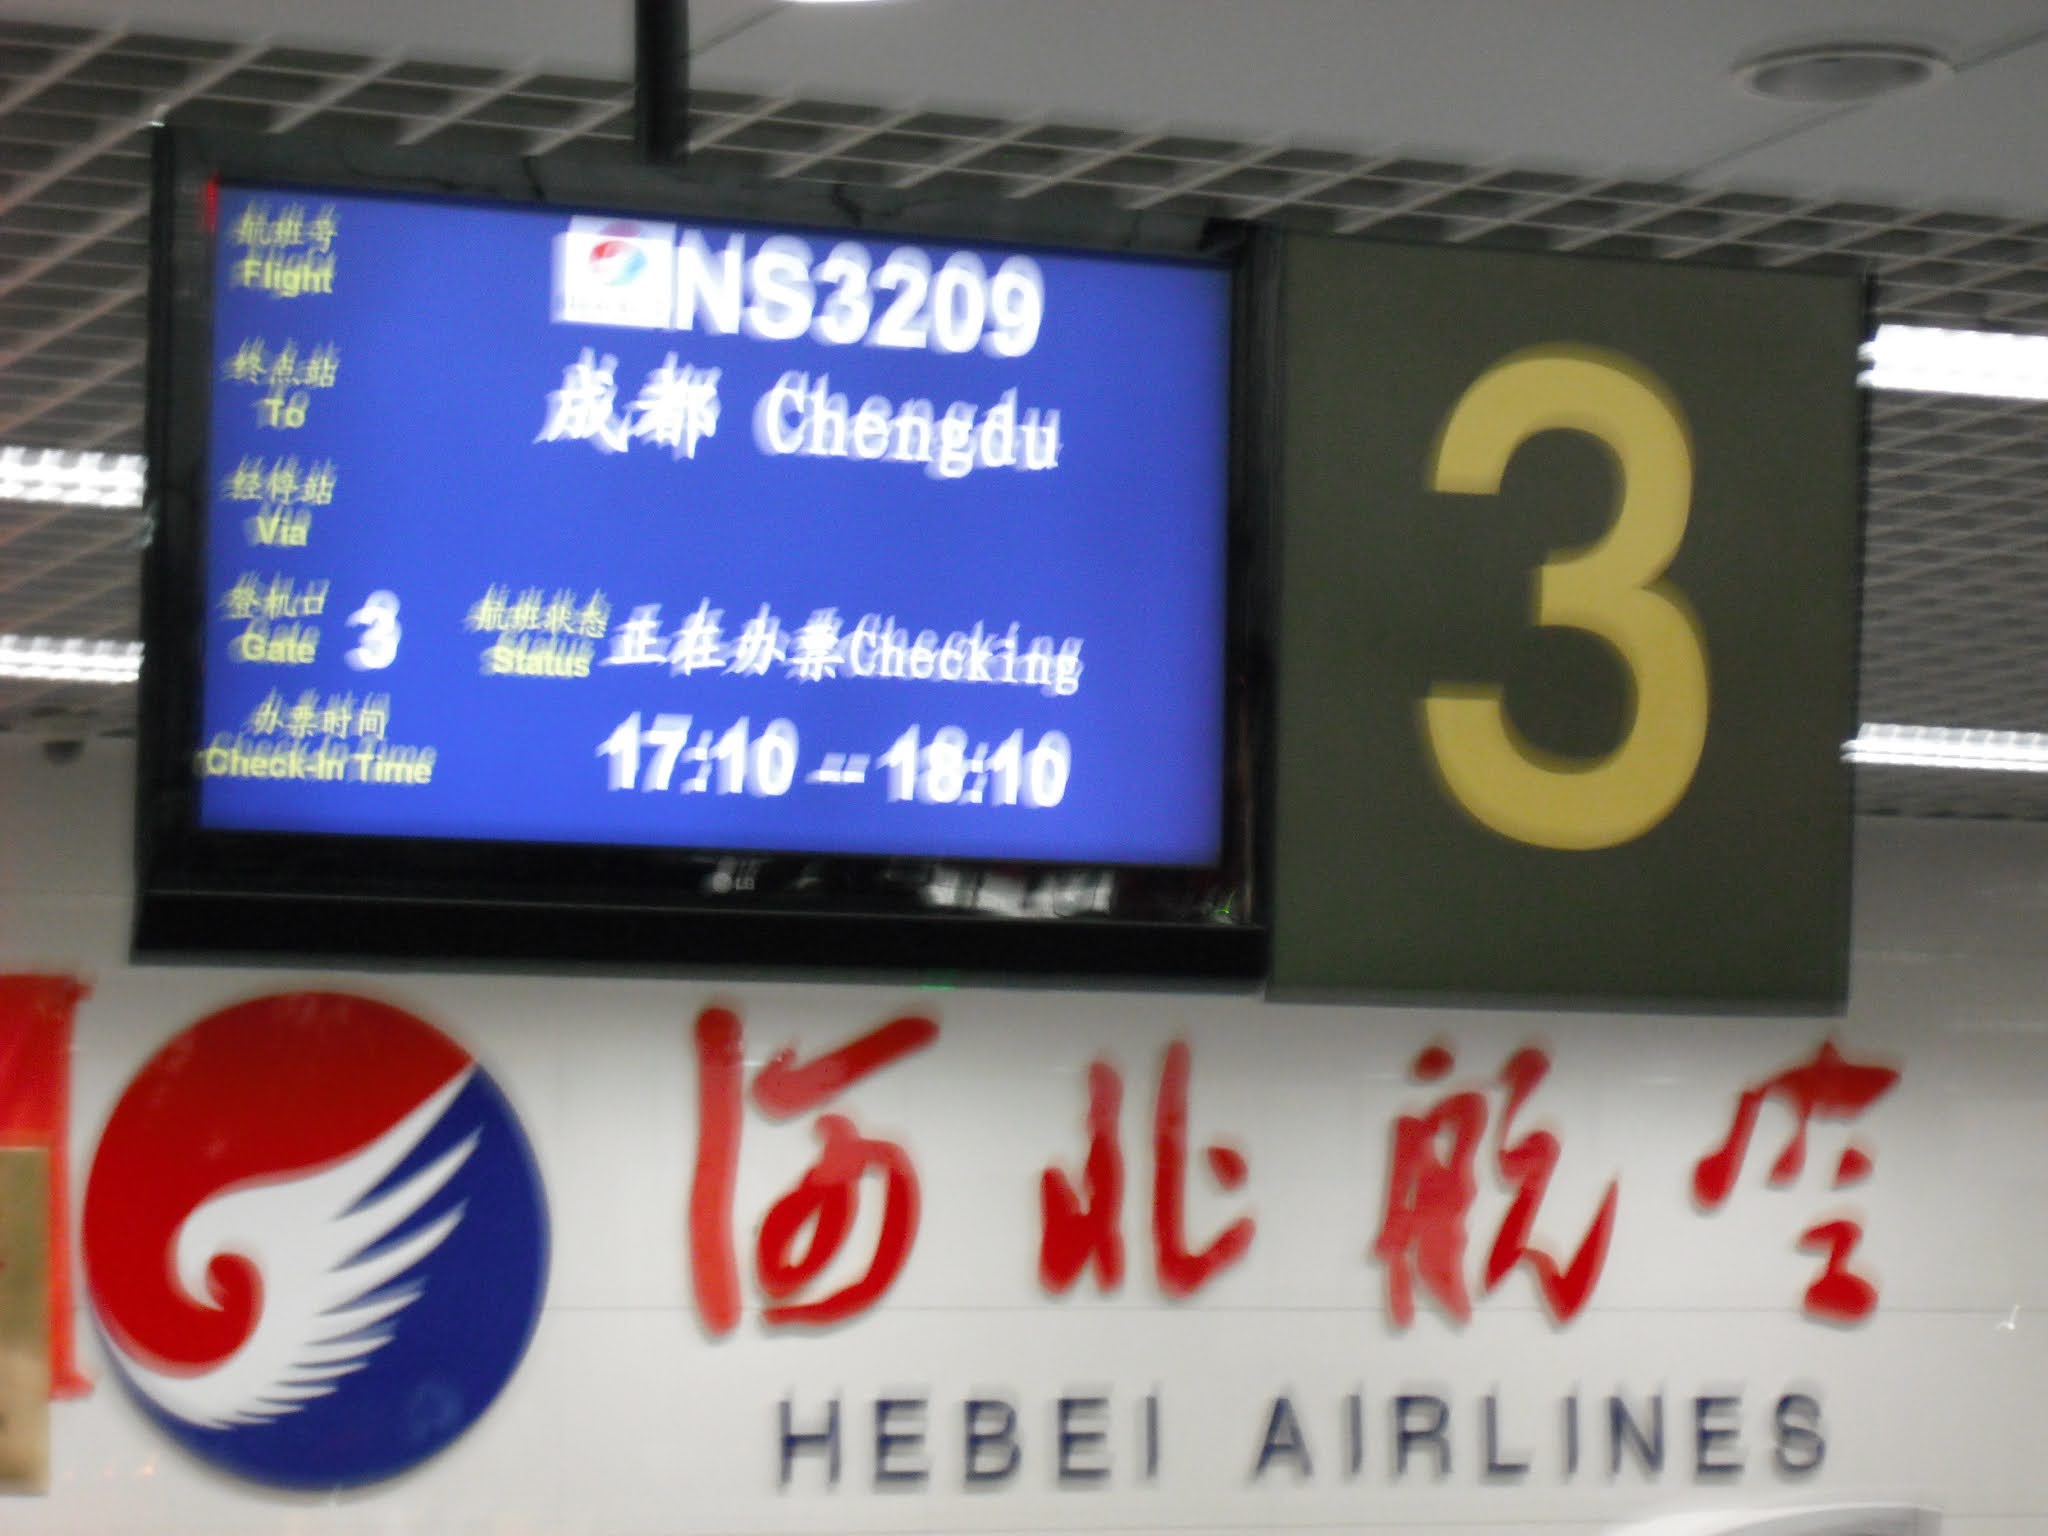 航班号
Flight
NS3209
终点站
To
成都 Chengdu
经停站
Via
登机口
Gate
3
航班状态
Status
正在办票Checking
办票时间
Check-In Time
17:10 -- 18:10
LG
3
河北航空
HEBEI AIRLINES